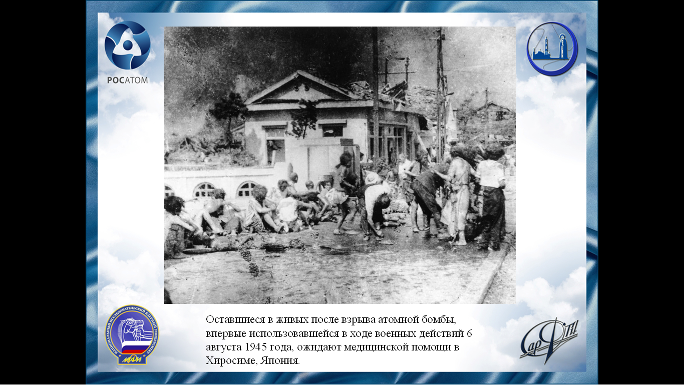 РОСАТОМ
Оставшиеся в живых после взрыва атомной бомбы,
впервые использовавшейся в ходе военных действий 6
августа 1945 года, ожидают медицинской помощи в
Хиросиме, Япония.
СарФТИ